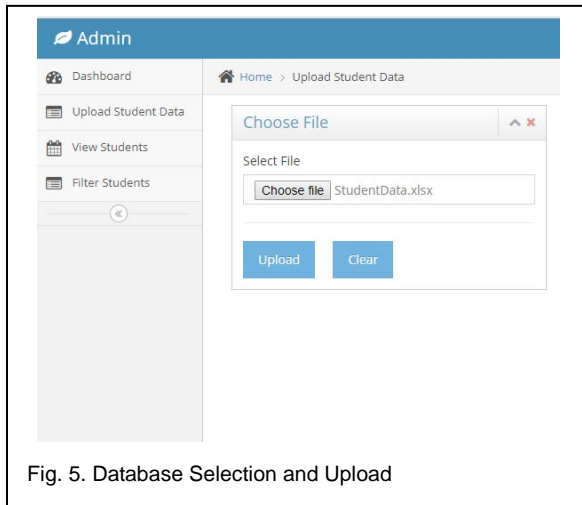 Admin
Dashboard
Upload Student Data
View Students
Filter Students
Home > Upload Student Data
Choose File
Select File
Choose file StudentData.xlsx
Upload Clear
Fig. 5. Database Selection and Upload